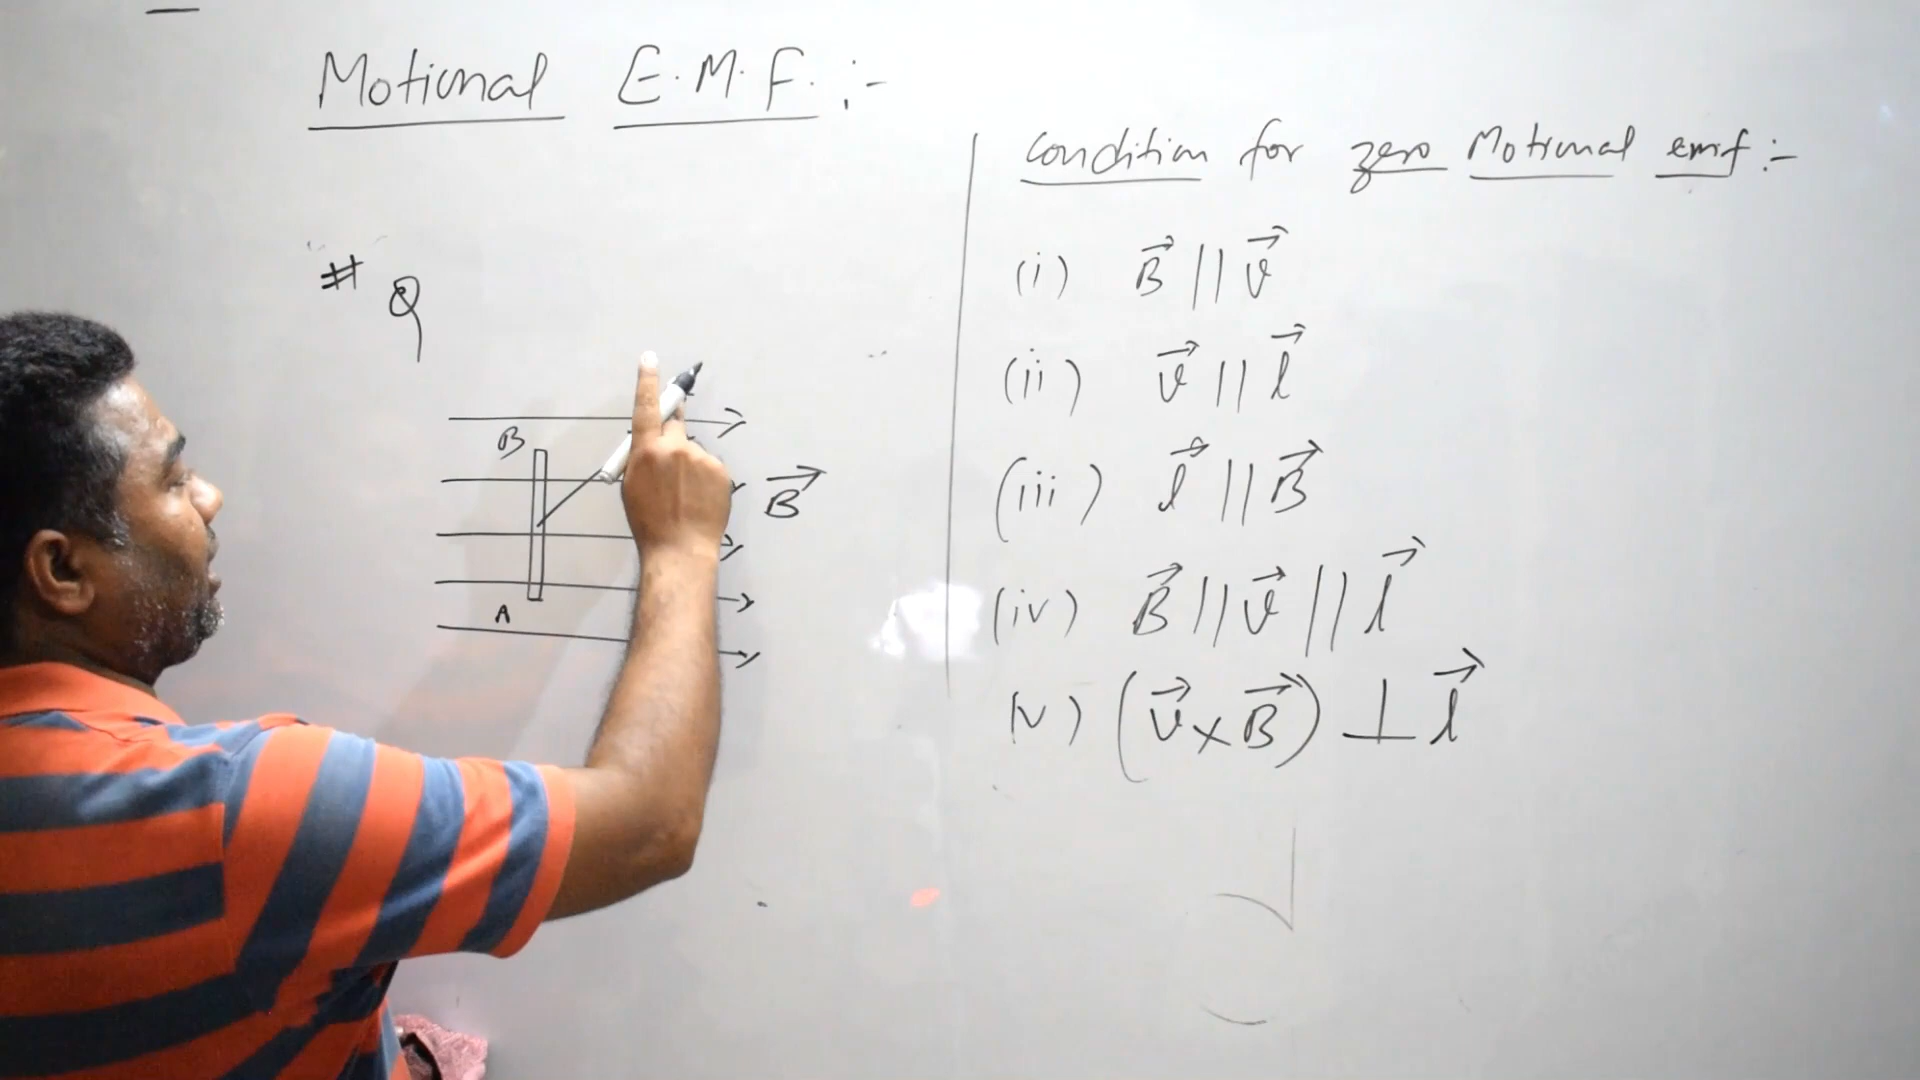 Motional E.M.F. :-
# Q
B
A
B⃗
Condition for zero Motional emf :-
(i) B⃗ || v⃗
(ii) v⃗ || l⃗
(iii) l⃗ || B⃗
(iv) B⃗ || v⃗ || l⃗
(v) (v⃗ × B⃗) ⊥ l⃗